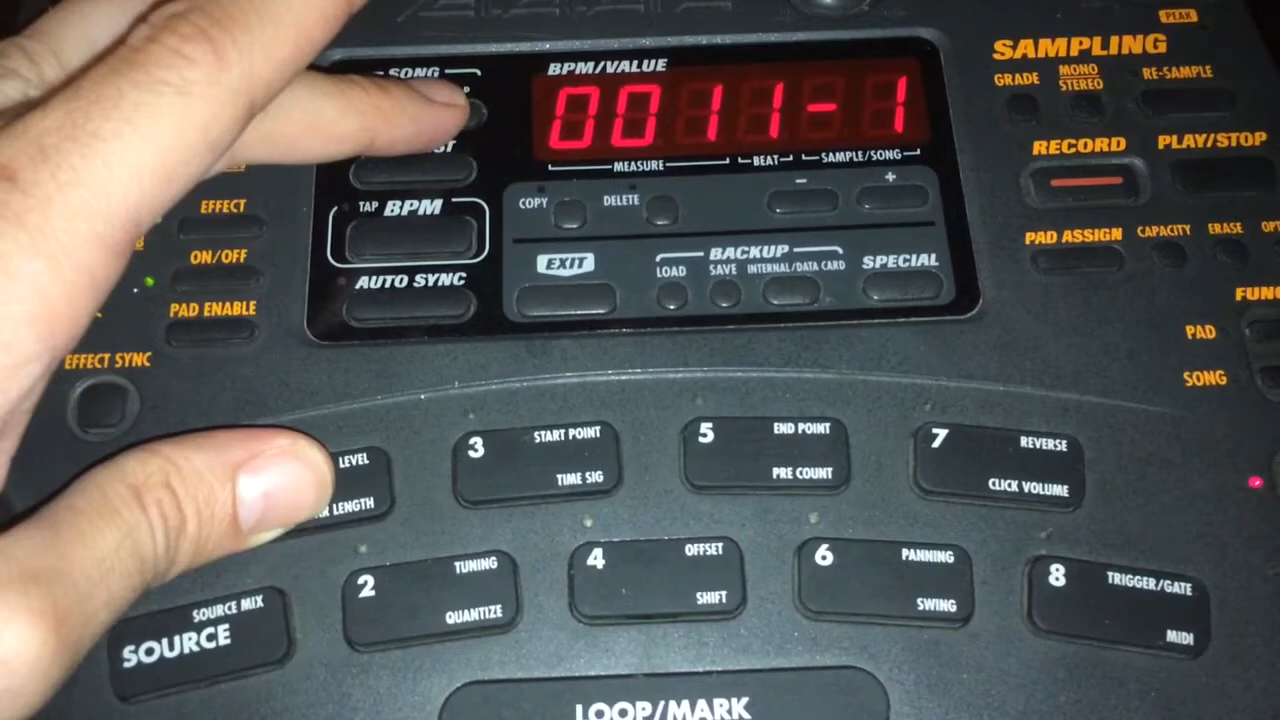 PEAK
SAMPLING
SONG
BPM/VALUE
GRADE
MONO
STEREO
RE-SAMPLE
0011-1
RECORD
PLAY/STOP
MEASURE
BEAT
SAMPLE/SONG
EFFECT
TAP BPM
COPY
DELETE
-
+
PAD ASSIGN
CAPACITY
ERASE
ON/OFF
EXIT
BACKUP
LOAD
SAVE
INTERNAL/DATA CARD
SPECIAL
AUTO SYNC
PAD ENABLE
PAD
EFFECT SYNC
SONG
LEVEL
LENGTH
3
START POINT
TIME SIG
5
END POINT
PRE COUNT
7
REVERSE
CLICK VOLUME
SOURCE MIX
SOURCE
2
TUNING
QUANTIZE
4
OFFSET
SHIFT
6
PANNING
SWING
8
TRIGGER/GATE
MIDI
LOOP/MARK